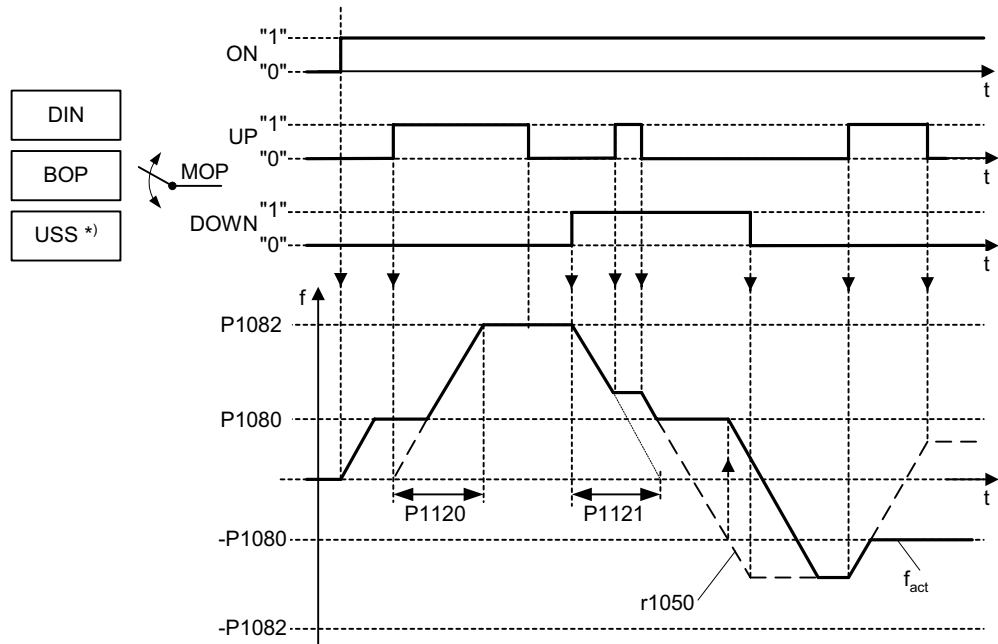 ON "1"
"0"
t
DIN
BOP
USS *)
MOP
UP "1"
"0"
t
DOWN "1"
"0"
t
f
P1082
P1080
t
P1120
P1121
-P1080
r1050
fact
-P1082